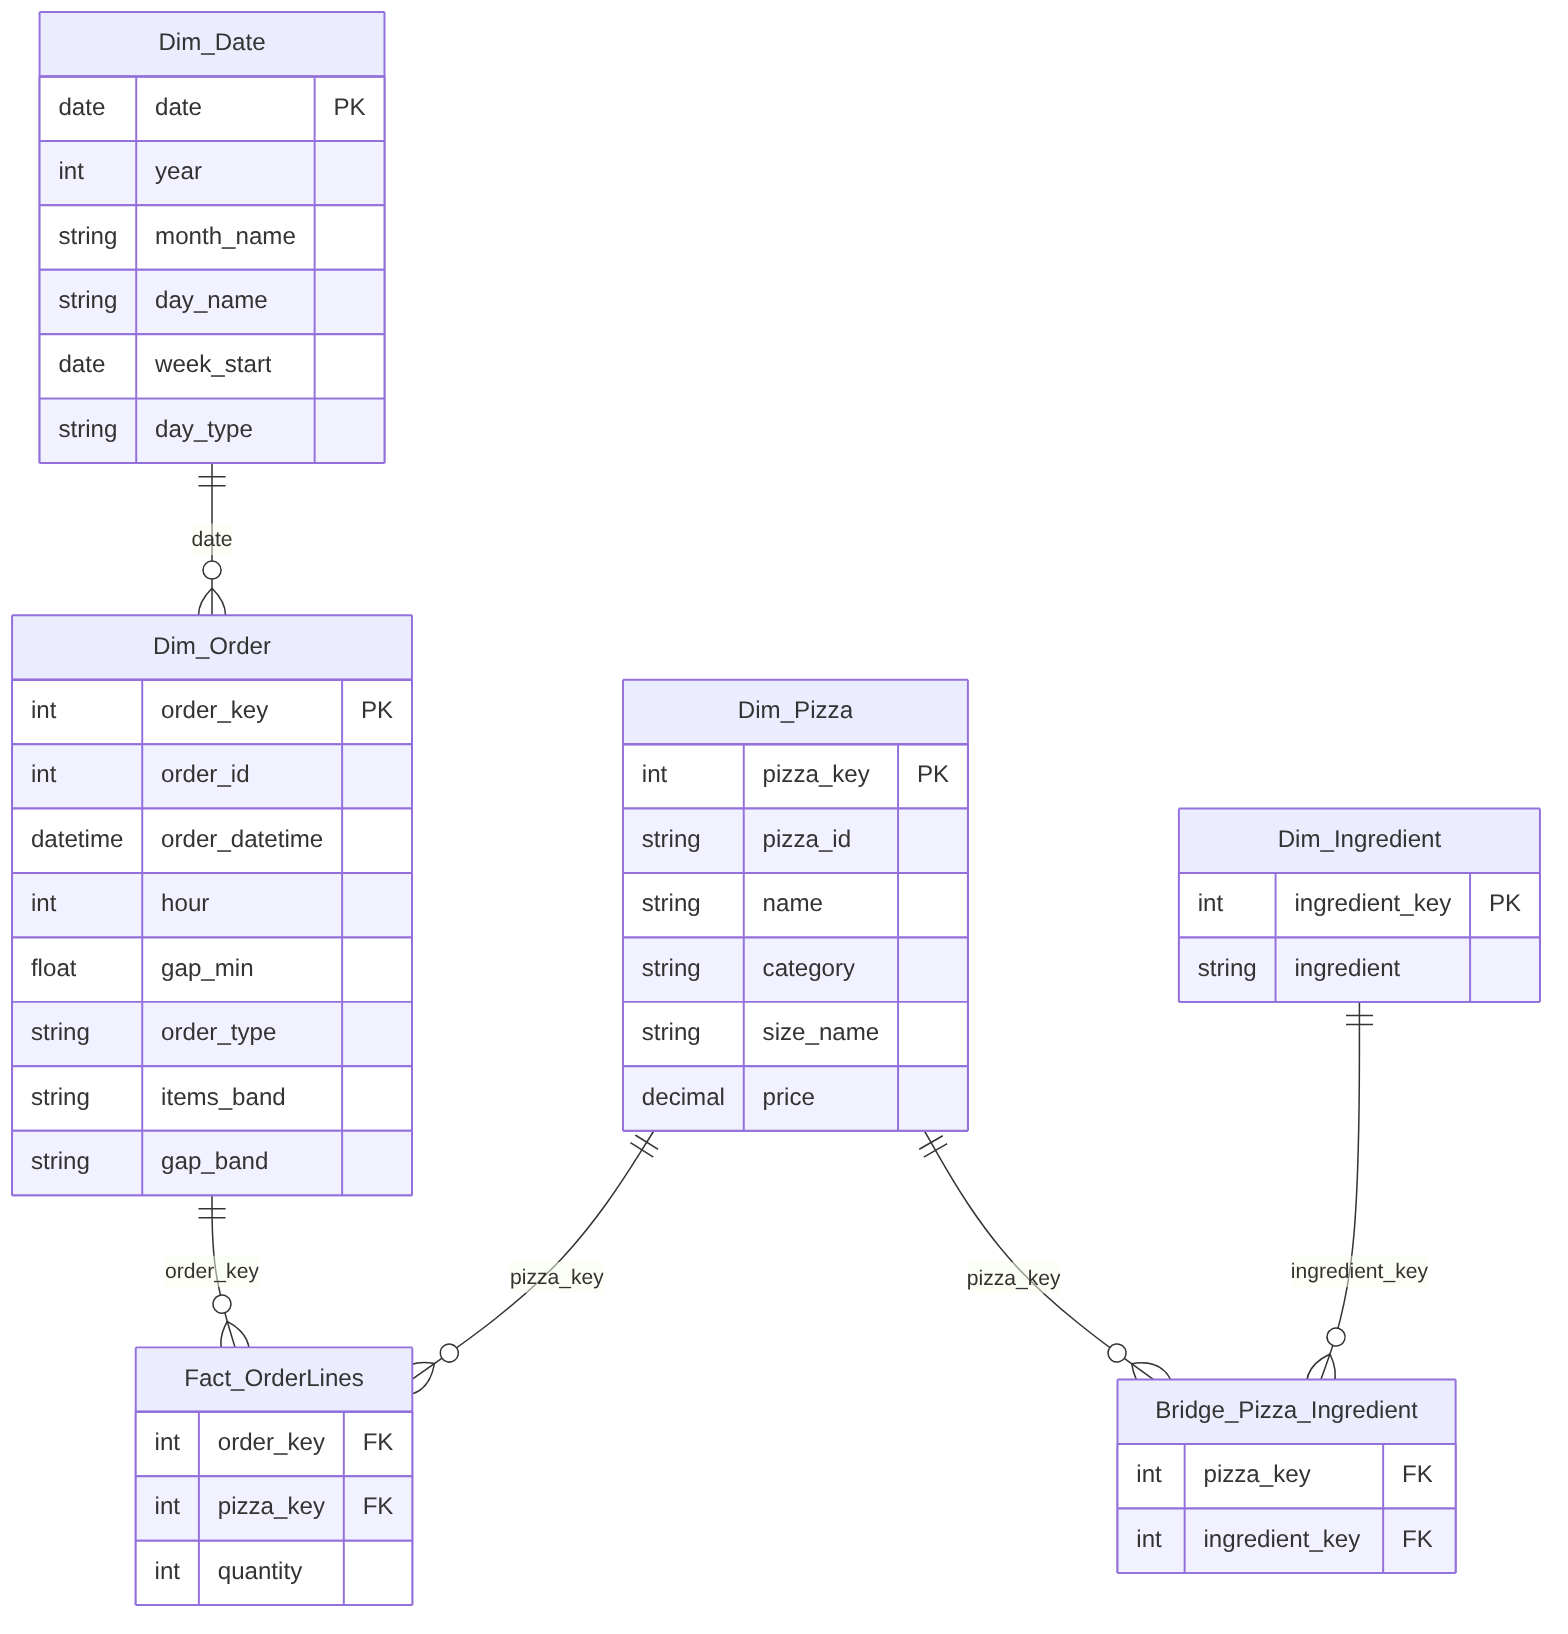 Dim_Date
date date PK
int year
string month_name
string day_name
date week_start
string day_type
date
Dim_Order
int order_key PK
int order_id
datetime order_datetime
int hour
float gap_min
string order_type
string items_band
string gap_band
Dim_Pizza
int pizza_key PK
string pizza_id
string name
string category
string size_name
decimal price
Dim_Ingredient
int ingredient_key PK
string ingredient
order_key
pizza_key
pizza_key
ingredient_key
Fact_OrderLines
int order_key FK
int pizza_key FK
int quantity
Bridge_Pizza_Ingredient
int pizza_key FK
int ingredient_key FK